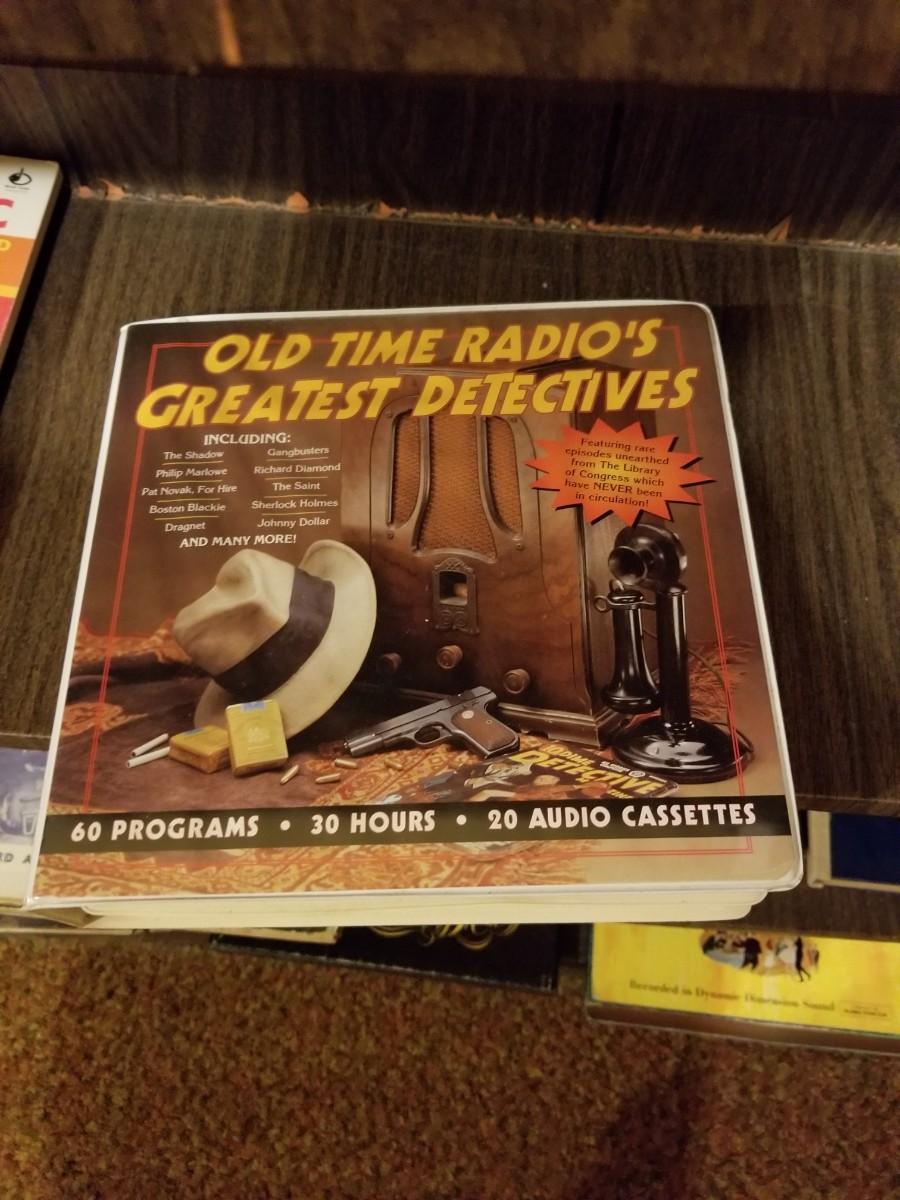 OLD TIME RADIO'S
GREATEST DETECTIVES
INCLUDING:
The Shadow
Philip Marlowe
Pat Novak, For Hire
Boston Blackie
Dragnet
Gangbusters
Richard Diamond
The Saint
Sherlock Holmes
Johnny Dollar
AND MANY MORE!
Featuring rare
episodes unearthed
from The Library
of Congress which
have NEVER been
in circulation!
DETECTIVE
60 PROGRAMS • 30 HOURS • 20 AUDIO CASSETTES
C
RD A
Recorded in Dynamic Dimension Sound